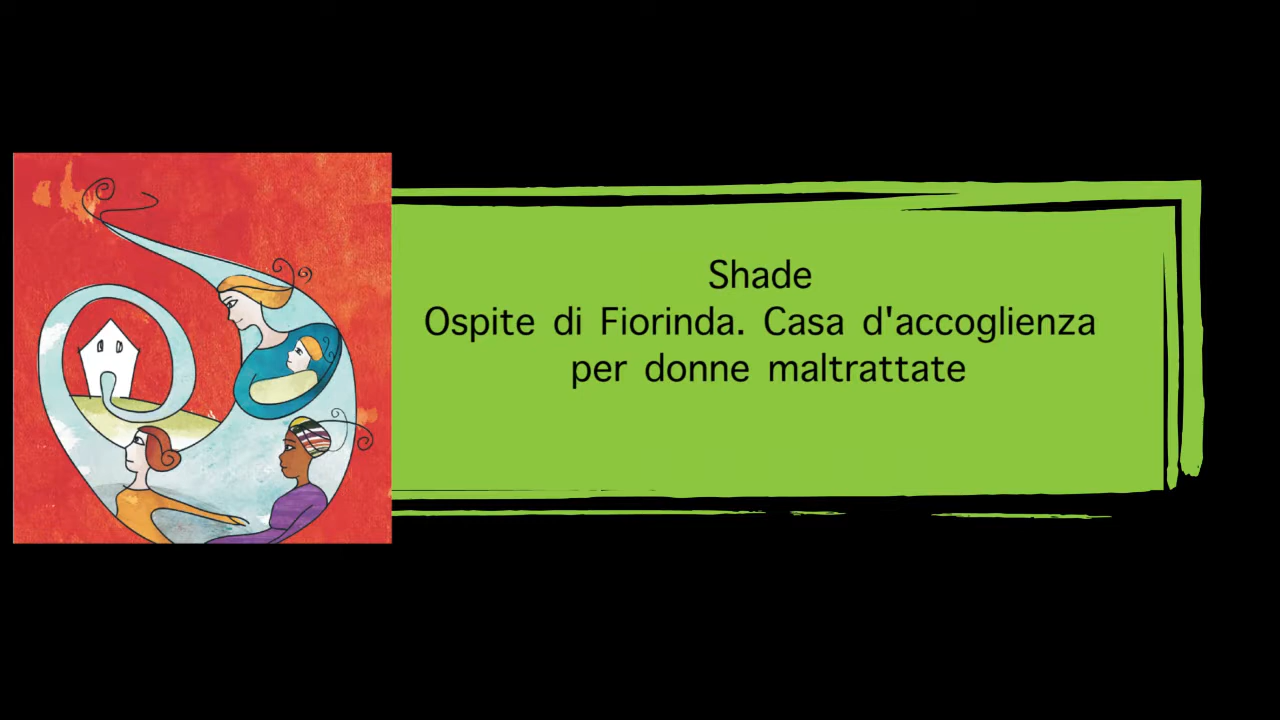 Shade
Ospite di Fiorinda. Casa d'accoglienza
per donne maltrattate